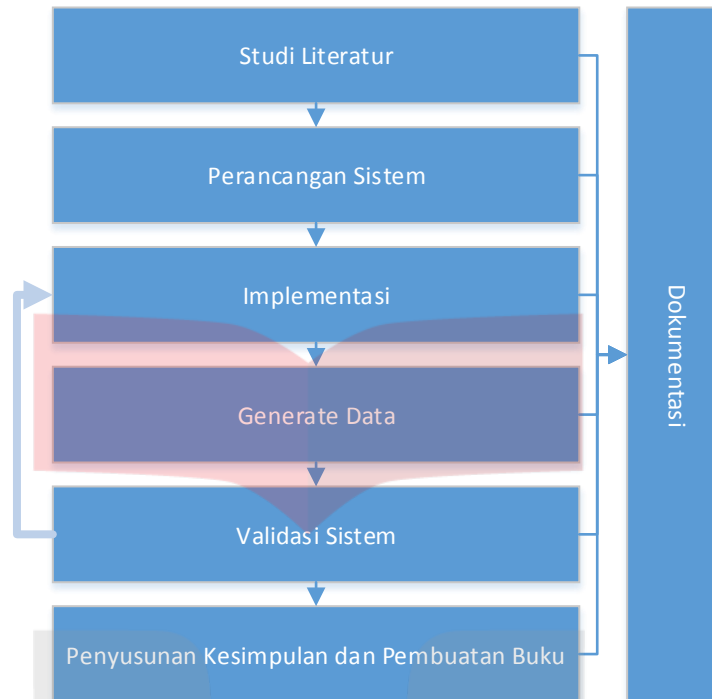 Studi Literatur
Perancangan Sistem
Implementasi
Generate Data
Validasi Sistem
Penyusunan Kesimpulan dan Pembuatan Buku
Dokumentasi